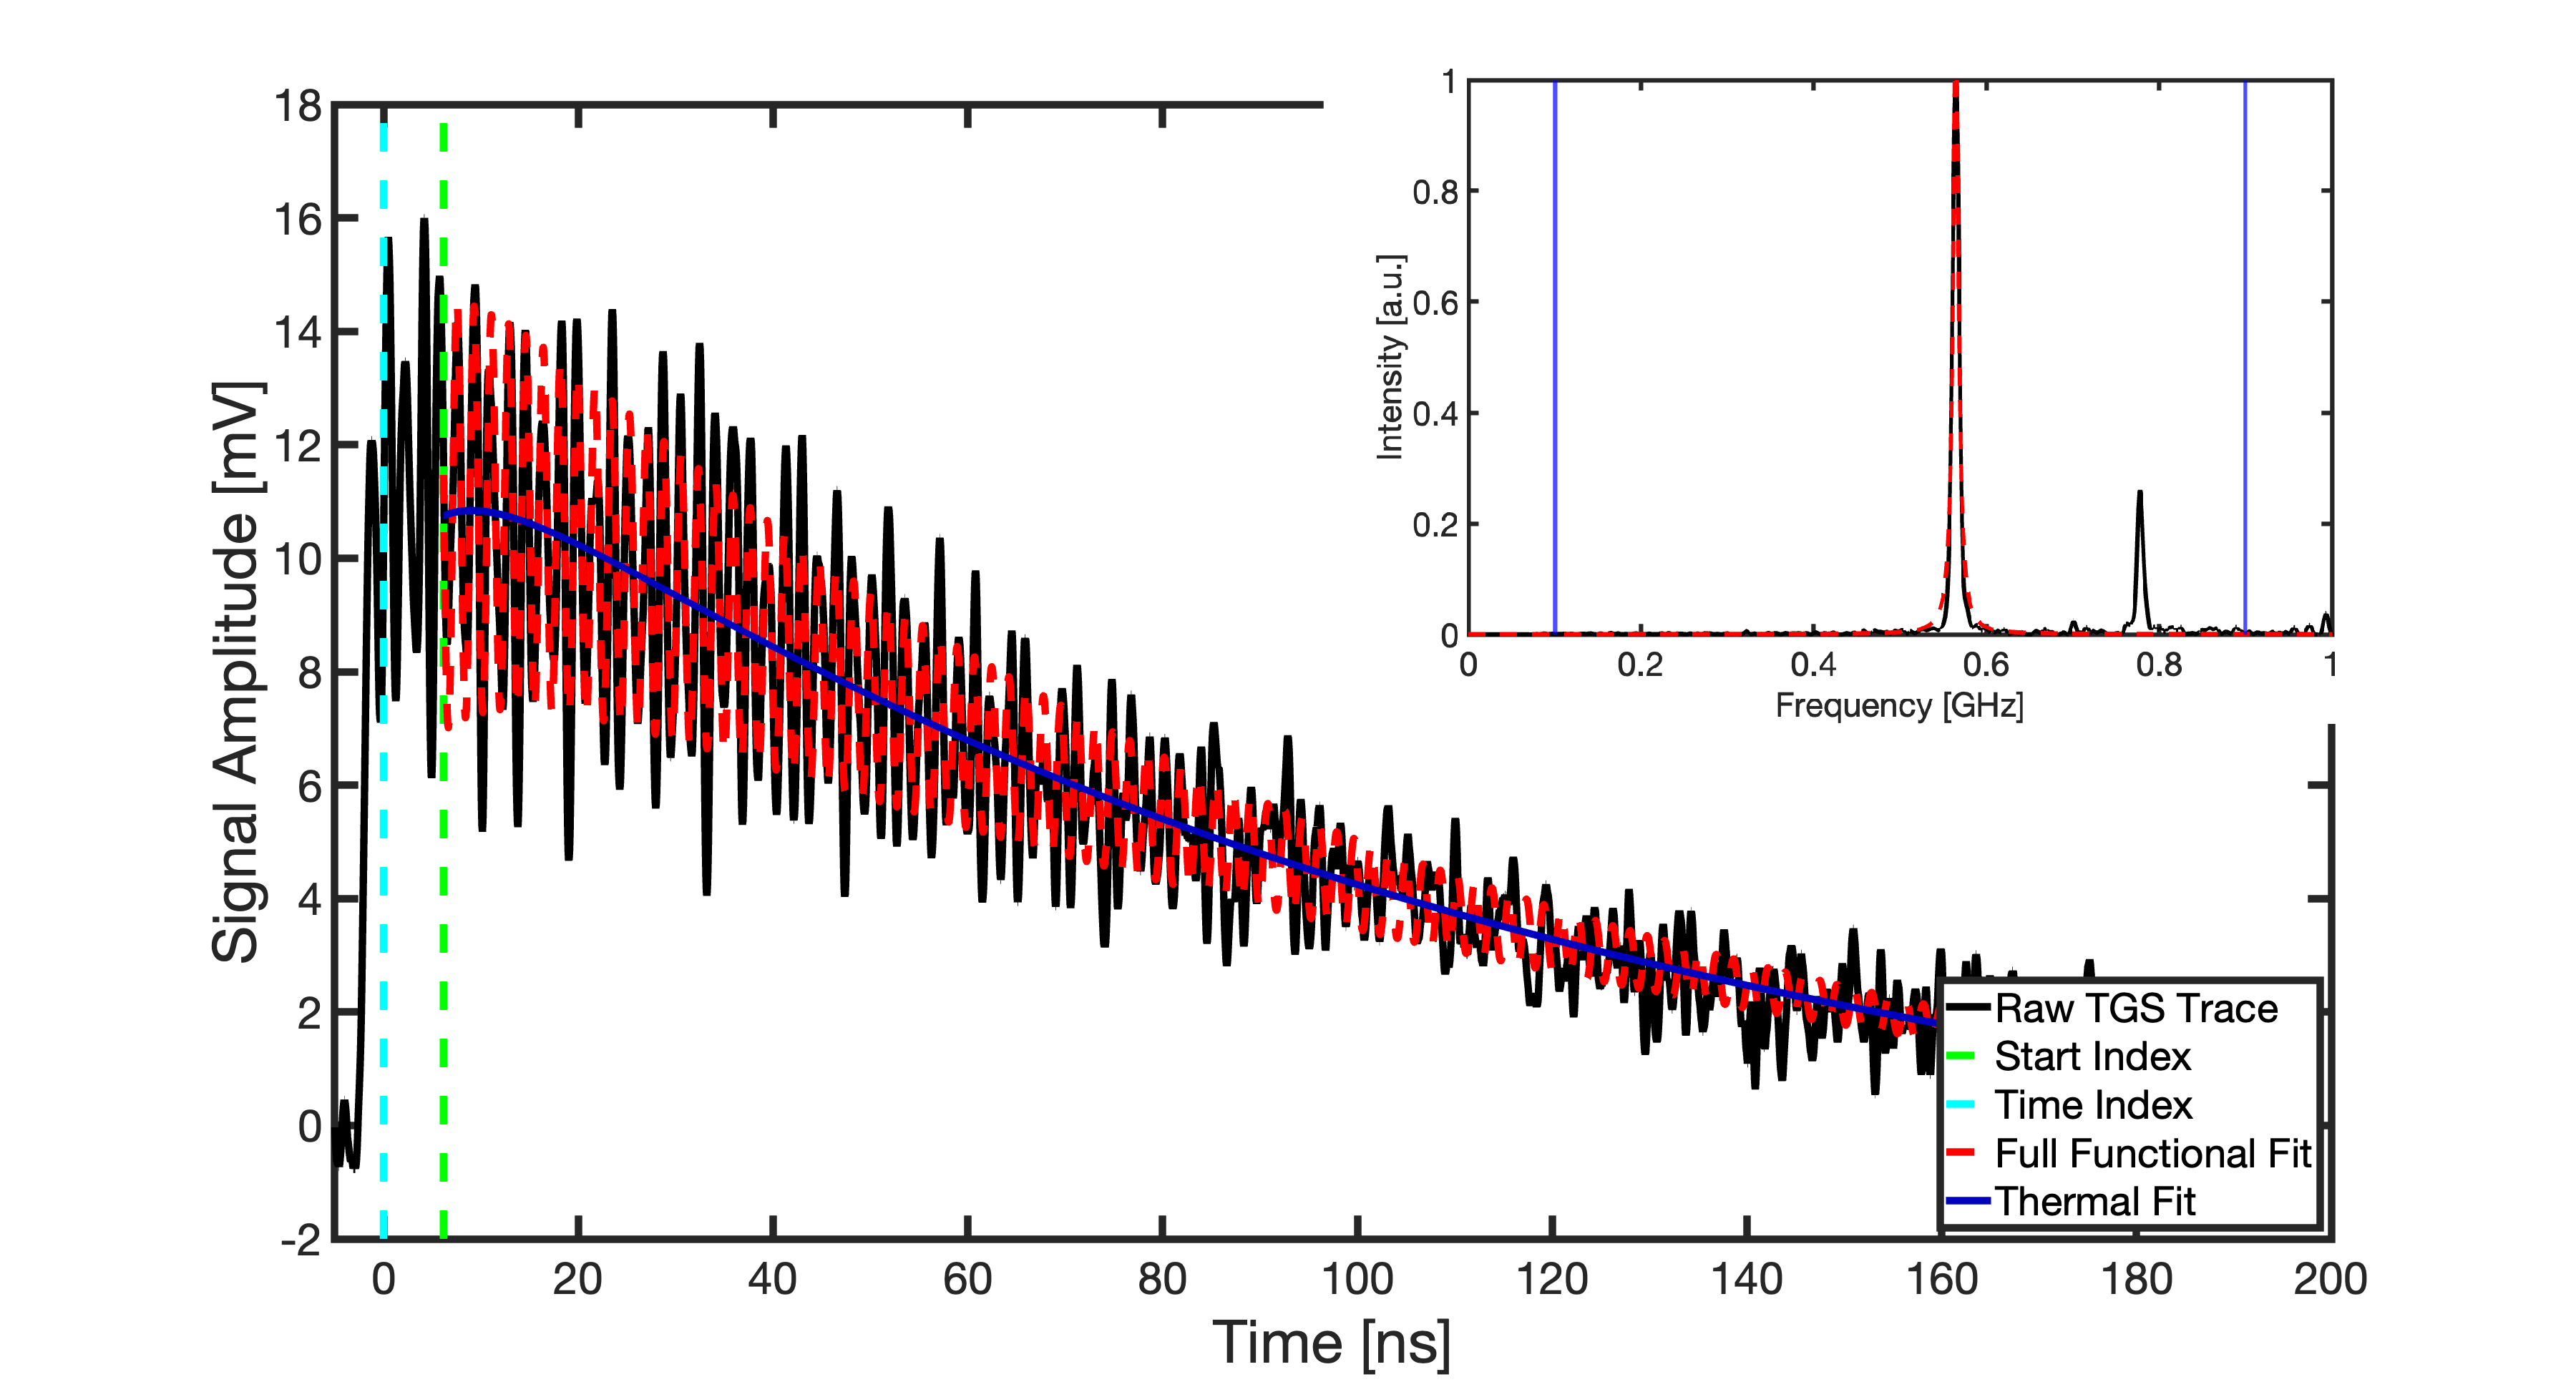 18
16
14
12
10
8
6
4
2
0
-2
Signal Amplitude [mV]
0 20 40 60 80 100 120 140 160 180 200
Time [ns]
1
0.8
0.6
0.4
0.2
0
Intensity [a.u.]
0 0.2 0.4 0.6 0.8 1
Frequency [GHz]
Raw TGS Trace
Start Index
Time Index
Full Functional Fit
Thermal Fit